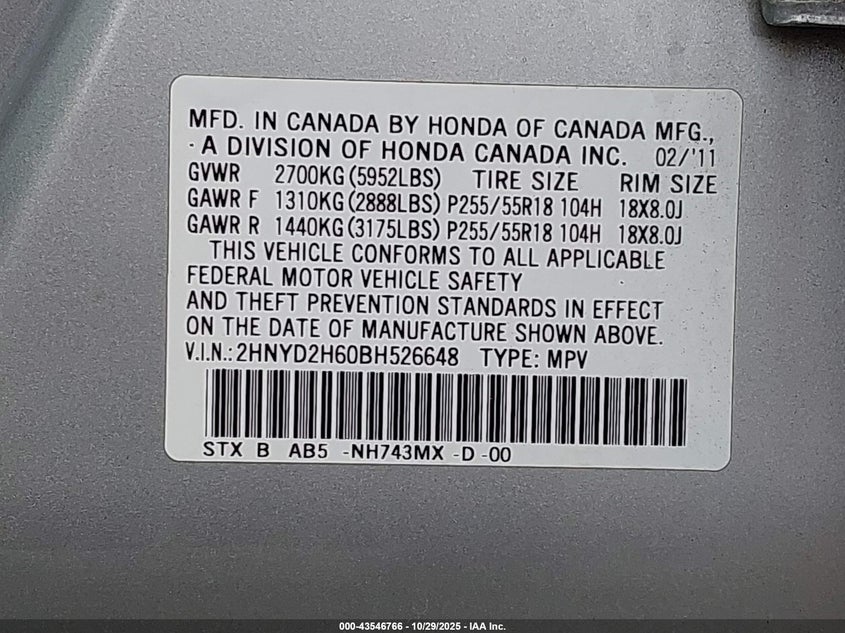 MFD. IN CANADA BY HONDA OF CANADA MFG.,
· A DIVISION OF HONDA CANADA INC. 02/'11
GVWR 2700KG (5952LBS) TIRE SIZE RIM SIZE
GAWR F 1310KG (2888LBS) P255/55R18 104H 18X8.0J
GAWR R 1440KG (3175LBS) P255/55R18 104H 18X8.0J
THIS VEHICLE CONFORMS TO ALL APPLICABLE
FEDERAL MOTOR VEHICLE SAFETY
AND THEFT PREVENTION STANDARDS IN EFFECT
ON THE DATE OF MANUFACTURE SHOWN ABOVE.
V.I.N.: 2HNYD2H60BH526648 TYPE: MPV
STX B AB5 -NH743MX -D -00
000-43546766 - 10/29/2025 - IAA Inc.